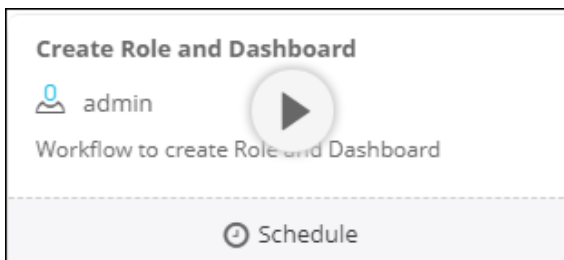 Create Role and Dashboard
admin
Workflow to create Role and Dashboard
Schedule